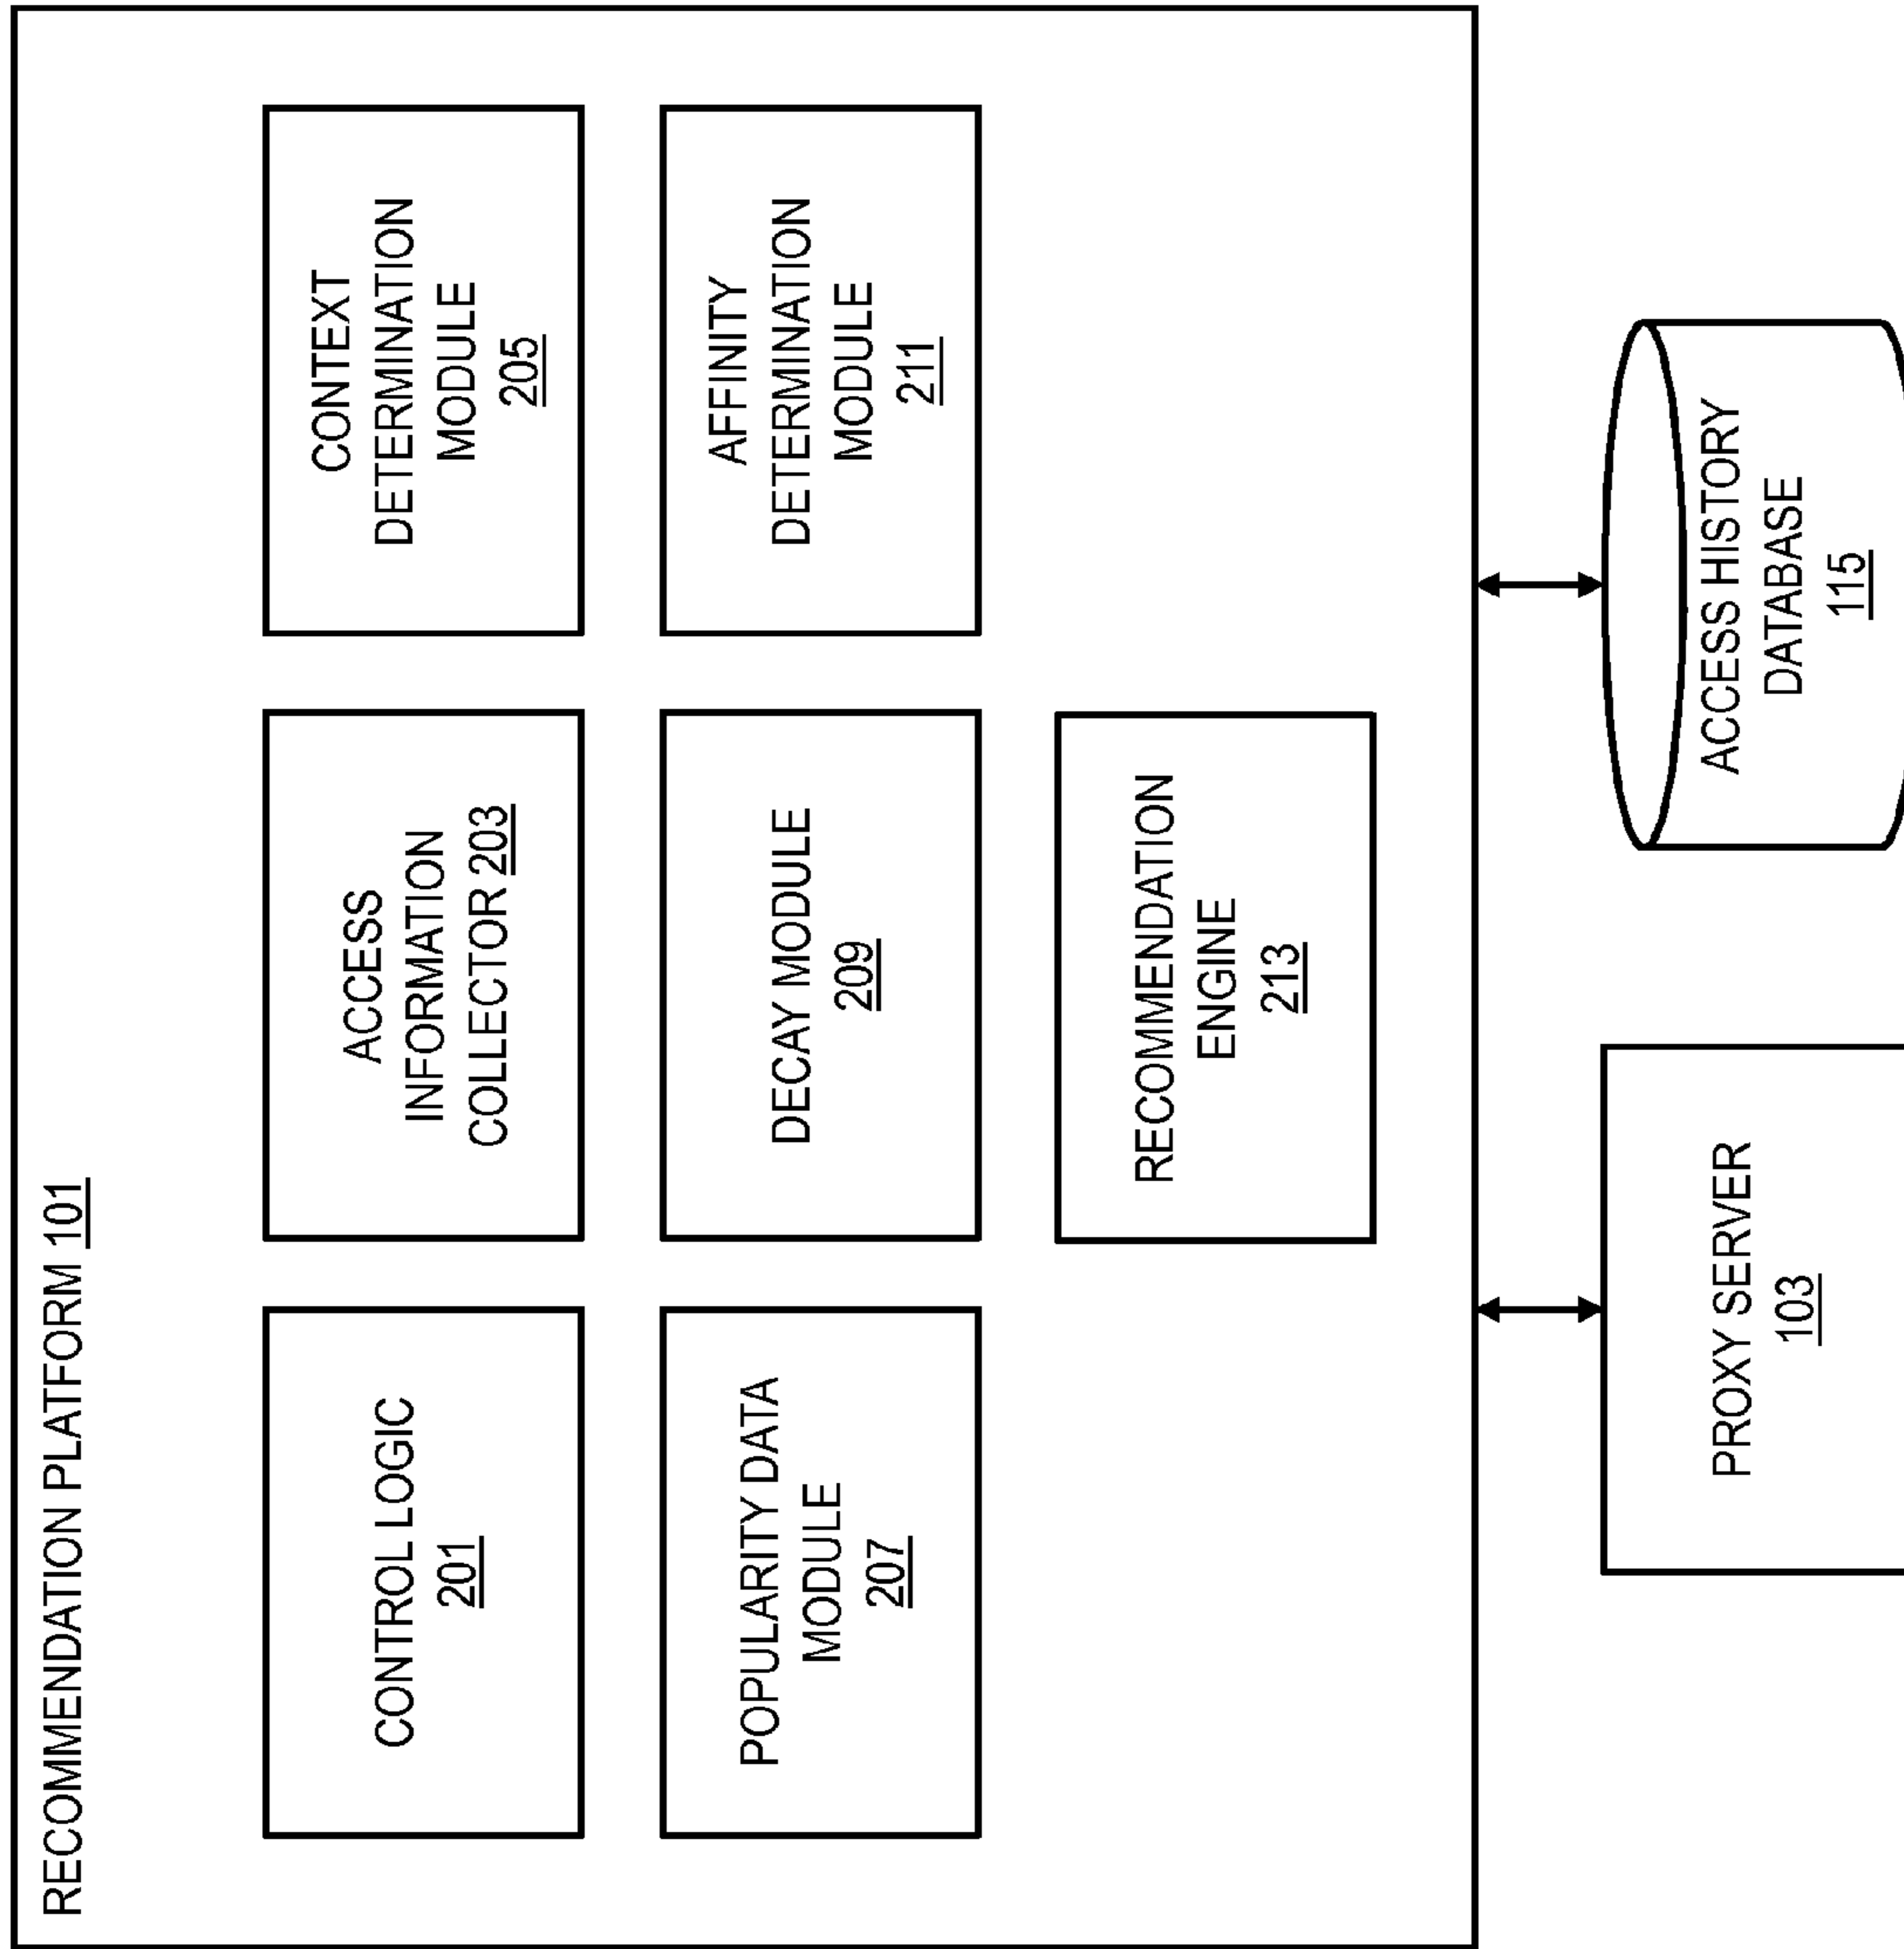 RECOMMENDATION PLATFORM 101
CONTROL LOGIC
201
ACCESS
INFORMATION
COLLECTOR 203
CONTEXT
DETERMINATION
MODULE
205
POPULARITY DATA
MODULE
207
DECAY MODULE
209
AFFINITY
DETERMINATION
MODULE
211
RECOMMENDATION
ENGINE
213
PROXY SERVER
103
ACCESS HISTORY
DATABASE
115